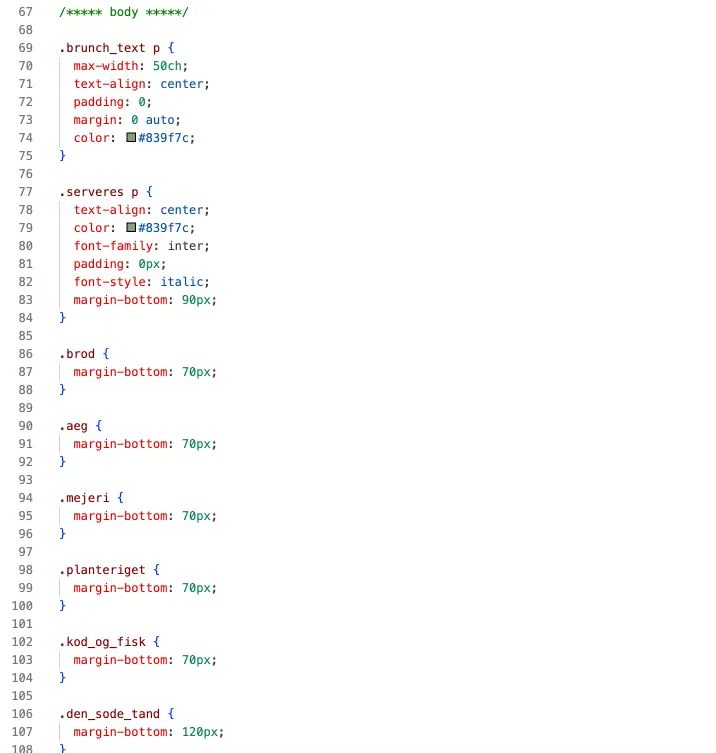 67 /***** body *****/
68
69 .brunch_text p {
70 max-width: 50ch;
71 text-align: center;
72 padding: 0;
73 margin: 0 auto;
74 color: #839f7c;
75 }
76
77 .serveres p {
78 text-align: center;
79 color: #839f7c;
80 font-family: inter;
81 padding: 0px;
82 font-style: italic;
83 margin-bottom: 90px;
84 }
85
86 .brod {
87 margin-bottom: 70px;
88 }
89
90 .aeg {
91 margin-bottom: 70px;
92 }
93
94 .mejeri {
95 margin-bottom: 70px;
96 }
97
98 .planteriget {
99 margin-bottom: 70px;
100 }
101
102 .kod_og_fisk {
103 margin-bottom: 70px;
104 }
105
106 .den_sode_tand {
107 margin-bottom: 120px;
108 }